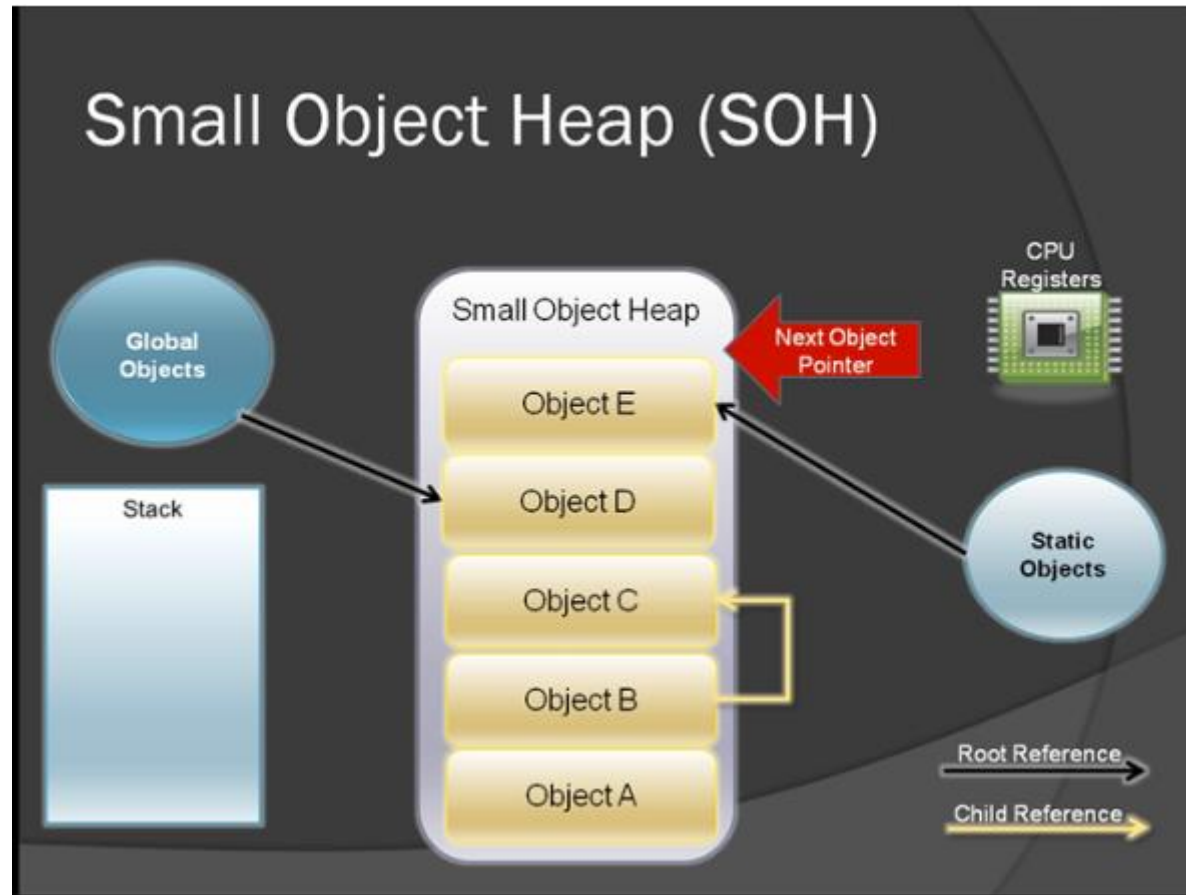 Small Object Heap (SOH)
Global
Objects
Stack
Small Object Heap
Object E
Object D
Object C
Object B
Object A
Next Object
Pointer
CPU
Registers
Static
Objects
Root Reference
Child Reference